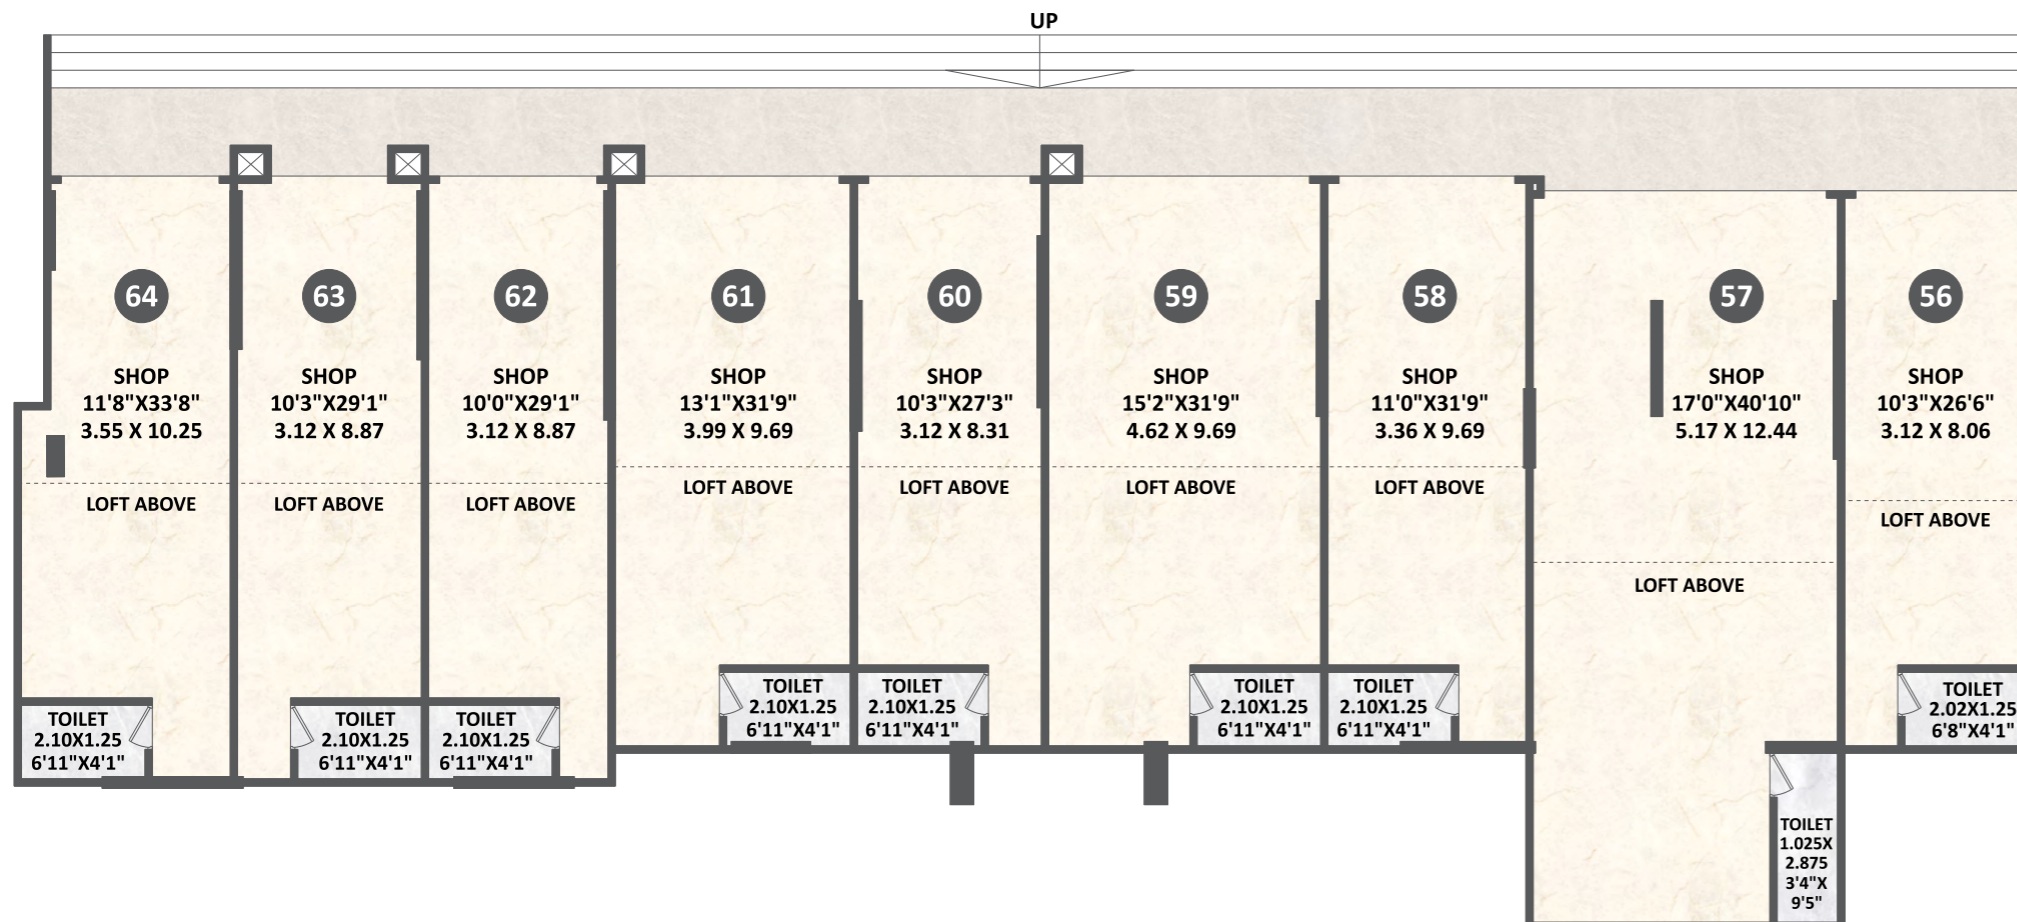 UP
64
SHOP
11'8"X33'8"
3.55 X 10.25
LOFT ABOVE
TOILET
2.10X1.25
6'11"X4'1"
63
SHOP
10'3"X29'1"
3.12 X 8.87
LOFT ABOVE
TOILET
2.10X1.25
6'11"X4'1"
62
SHOP
10'0"X29'1"
3.12 X 8.87
LOFT ABOVE
TOILET
2.10X1.25
6'11"X4'1"
61
SHOP
13'1"X31'9"
3.99 X 9.69
LOFT ABOVE
TOILET
2.10X1.25
6'11"X4'1"
60
SHOP
10'3"X27'3"
3.12 X 8.31
LOFT ABOVE
TOILET
2.10X1.25
6'11"X4'1"
59
SHOP
15'2"X31'9"
4.62 X 9.69
LOFT ABOVE
TOILET
2.10X1.25
6'11"X4'1"
58
SHOP
11'0"X31'9"
3.36 X 9.69
LOFT ABOVE
TOILET
2.10X1.25
6'11"X4'1"
57
SHOP
17'0"X40'10"
5.17 X 12.44
LOFT ABOVE
TOILET
1.025X
2.875
3'4"X
9'5"
56
SHOP
10'3"X26'6"
3.12 X 8.06
LOFT ABOVE
TOILET
2.02X1.25
6'8"X4'1"